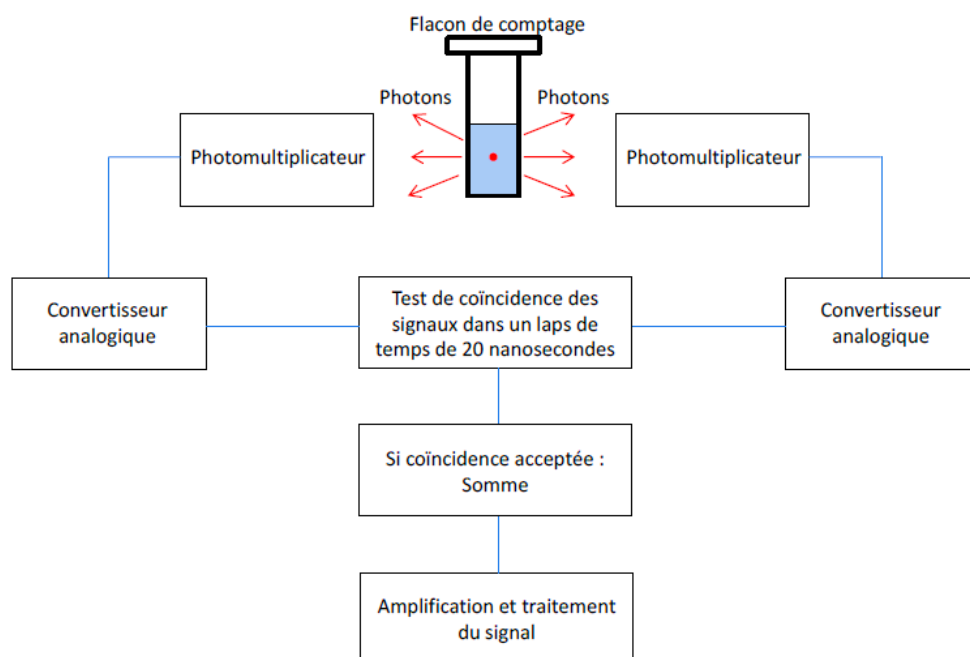 Flacon de comptage
Photons
Photons
Photomultiplicateur
Photomultiplicateur
Convertisseur
analogique
Test de coïncidence des
signaux dans un laps de
temps de 20 nanosecondes
Convertisseur
analogique
Si coïncidence acceptée :
Somme
Amplification et traitement
du signal